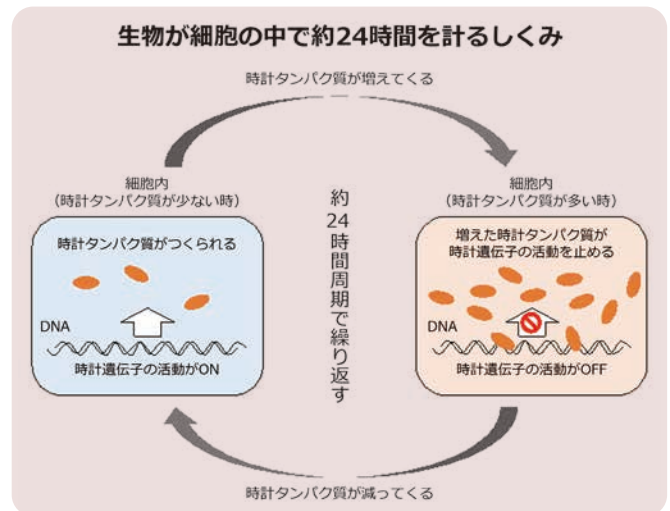 生物が細胞の中で約24時間を計るしくみ
時計タンパク質が増えてくる
細胞内
(時計タンパク質が少ない時)
時計タンパク質がつくられる
DNA
時計遺伝子の活動がON
約24時間周期で繰り返す
細胞内
(時計タンパク質が多い時)
増えた時計タンパク質が
時計遺伝子の活動を止める
DNA
時計遺伝子の活動がOFF
時計タンパク質が減ってくる